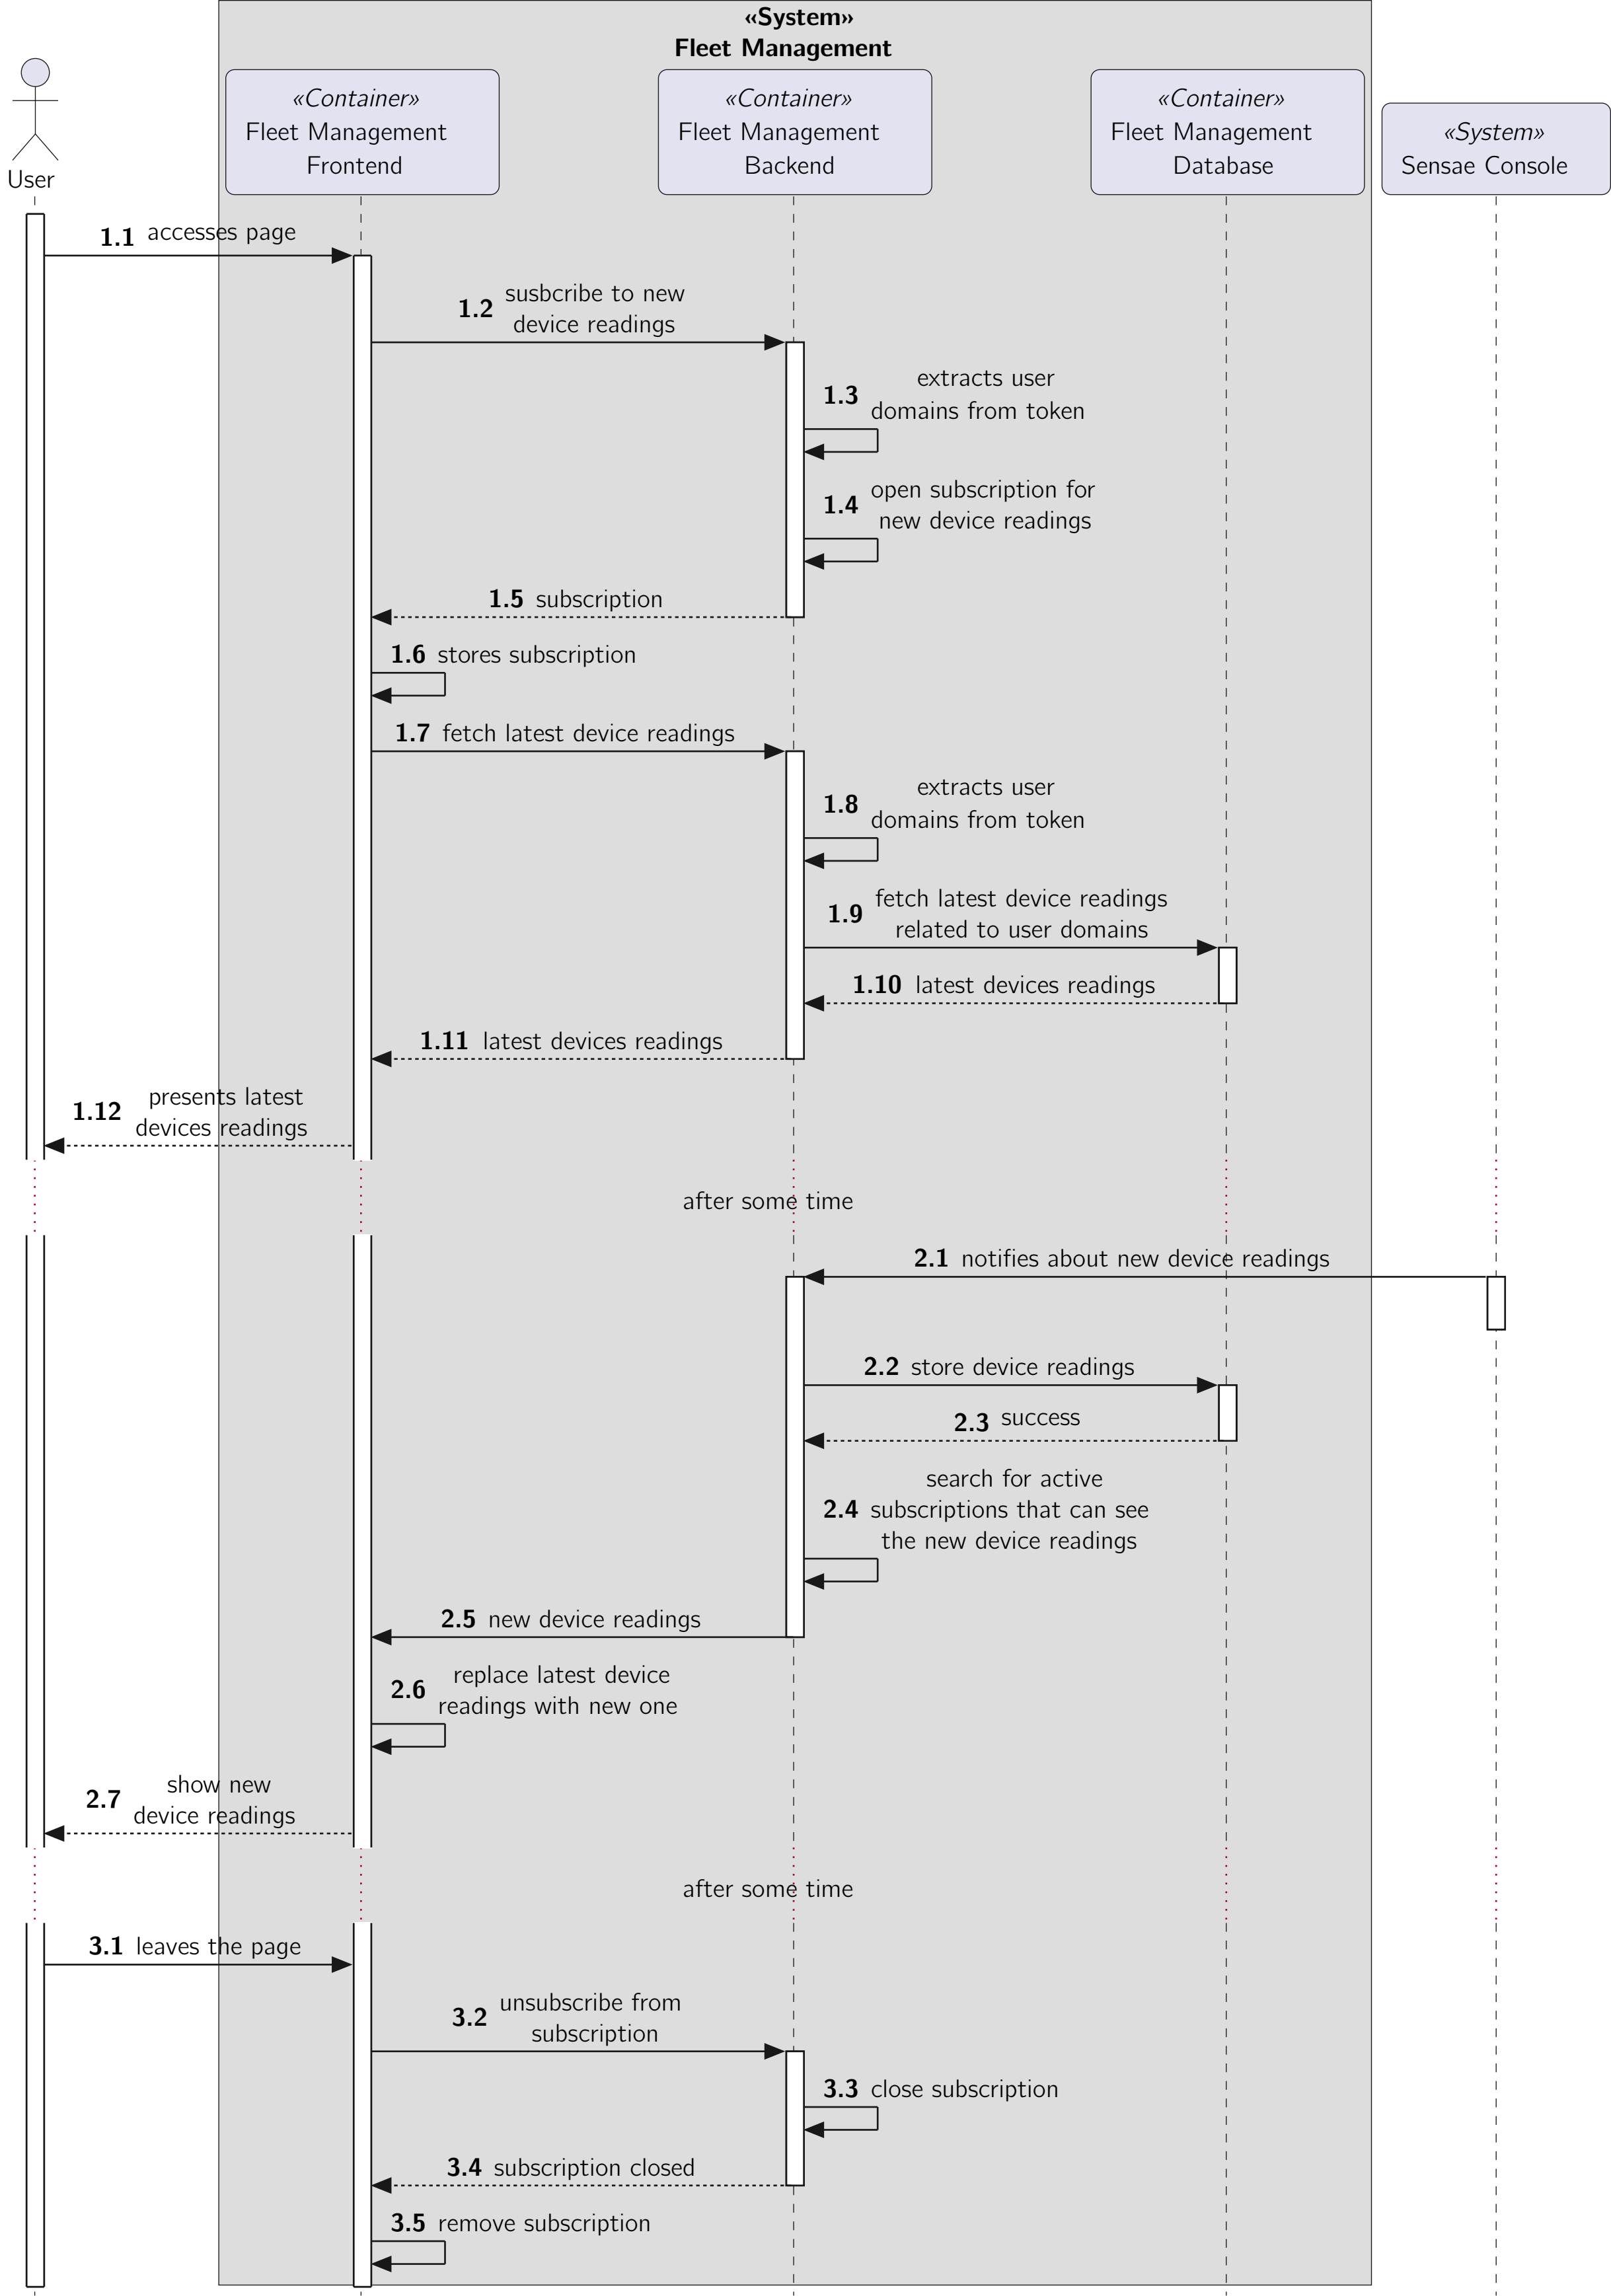 «System»
Fleet Management
User
«Container»
Fleet Management
Frontend
«Container»
Fleet Management
Backend
«Container»
Fleet Management
Database
«System»
Sensae Console
1.1 accesses page
1.2 susbcribe to new
device readings
1.3 extracts user
domains from token
1.4 open subscription for
new device readings
1.5 subscription
1.6 stores subscription
1.7 fetch latest device readings
1.8 extracts user
domains from token
1.9 fetch latest device readings
related to user domains
1.10 latest devices readings
1.11 latest devices readings
1.12 presents latest
devices readings
after some time
2.1 notifies about new device readings
2.2 store device readings
2.3 success
search for active
2.4 subscriptions that can see
the new device readings
2.5 new device readings
2.6 replace latest device
readings with new one
2.7 show new
device readings
after some time
3.1 leaves the page
3.2 unsubscribe from
subscription
3.3 close subscription
3.4 subscription closed
3.5 remove subscription